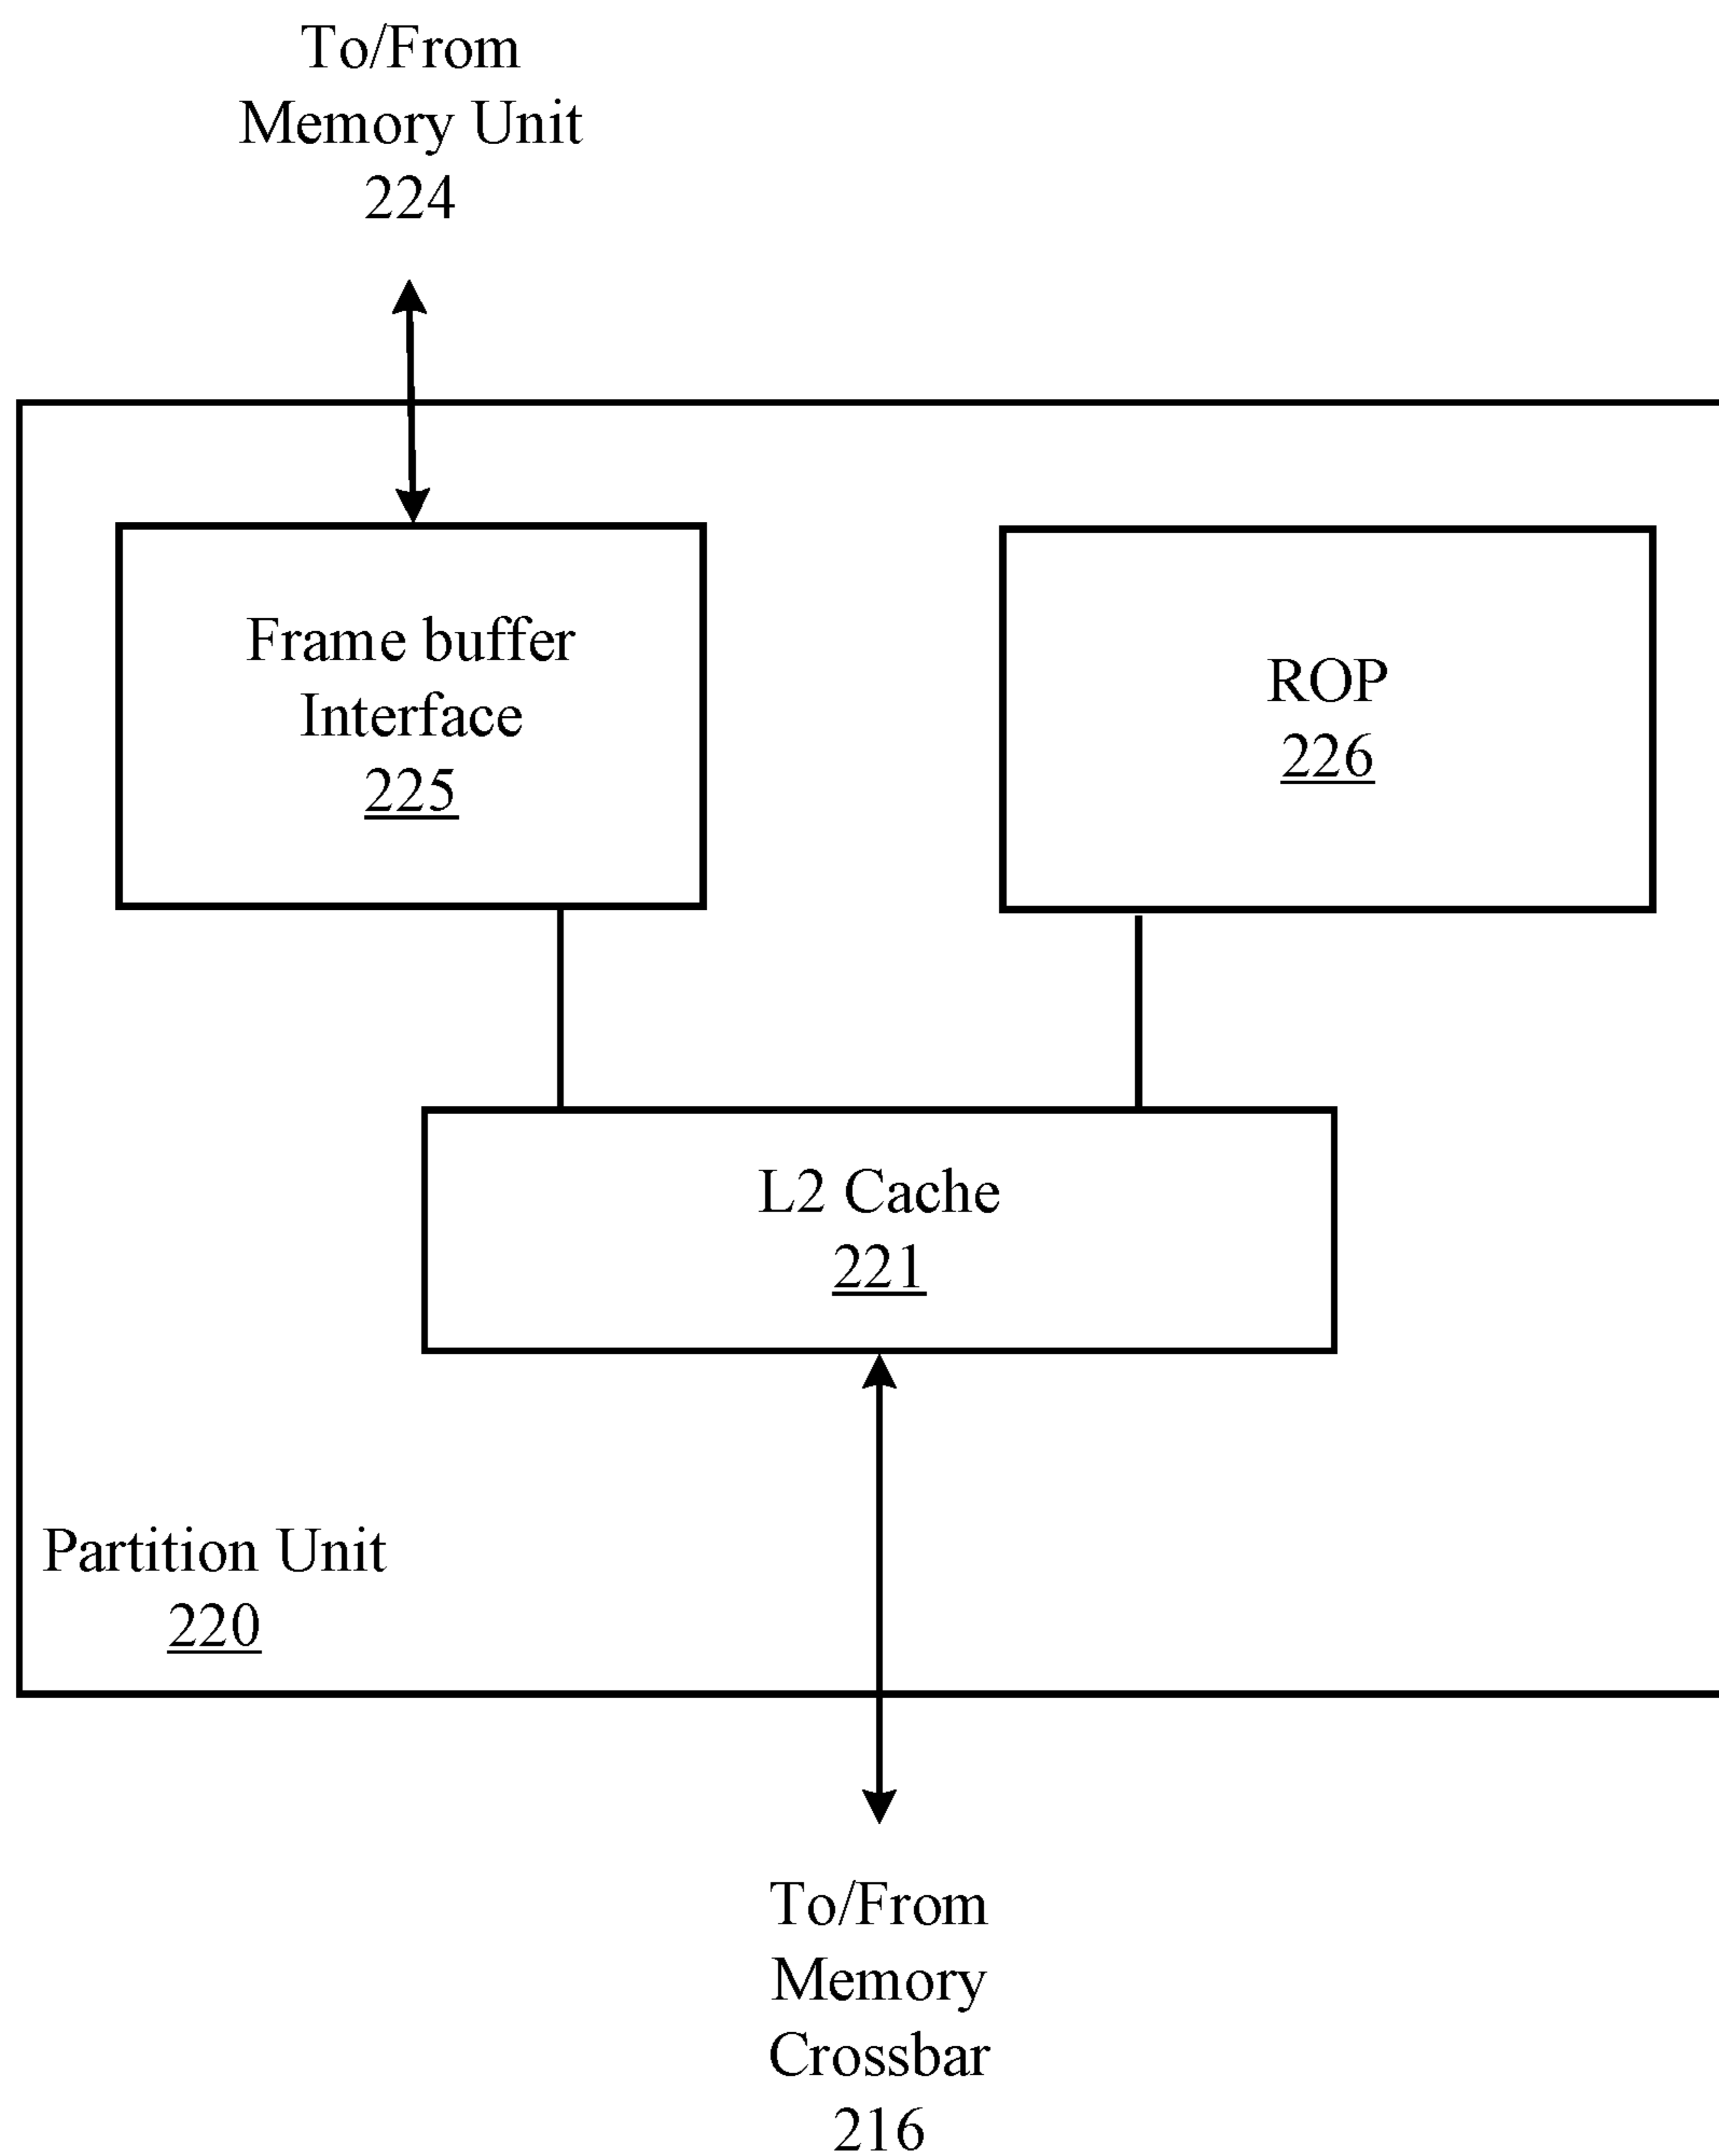 To/From
Memory Unit
224
Frame buffer
Interface
225
ROP
226
L2 Cache
221
Partition Unit
220
To/From
Memory
Crossbar
216